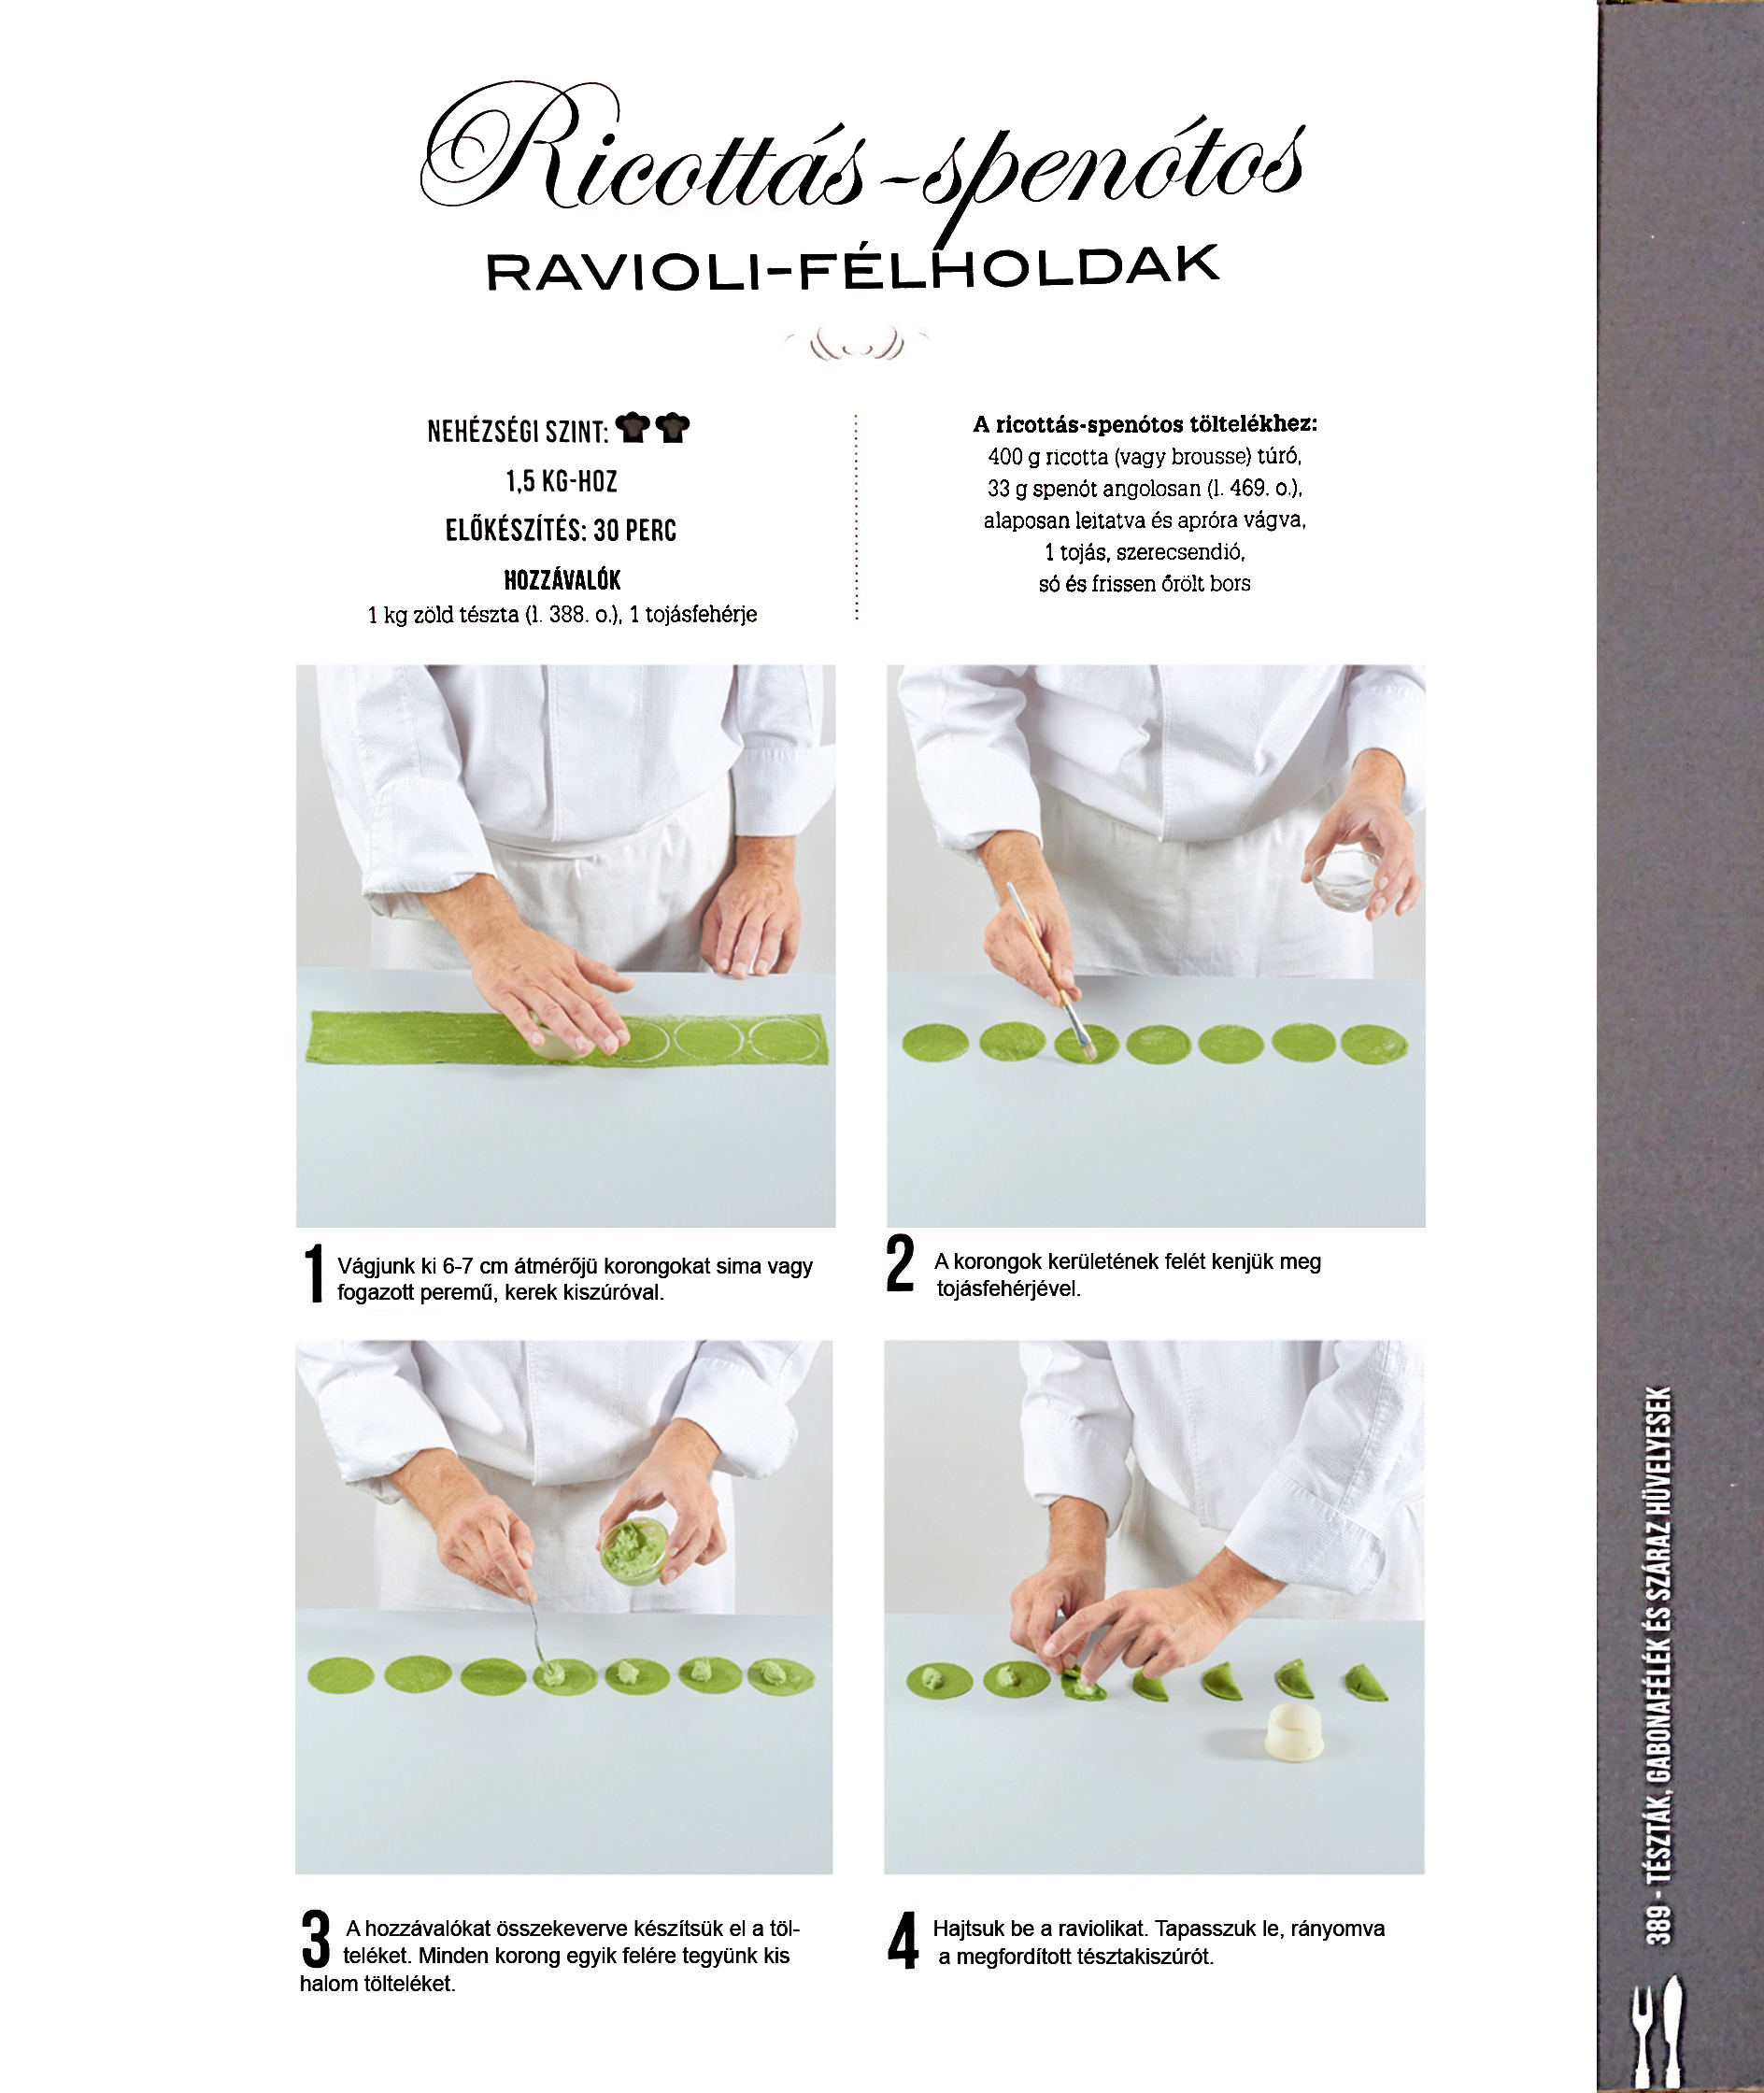 Ricottás-spenótos
RAVIOLI-FÉLHOLDAK
NEHÉZSÉGI SZINT:
1,5 KG-HOZ
ELŐKÉSZÍTÉS: 30 PERC
HOZZÁVALÓK
1 kg zöld tészta (l. 388. o.), 1 tojásfehérje
A ricottás-spenótos töltelékhez:
400 g ricotta (vagy brousse) túró,
33 g spenót angolosan (l. 469. o.),
alaposan leitatva és apróra vágva,
1 tojás, szerecsendió,
só és frissen őrölt bors
1 Vágjunk ki 6-7 cm átmérőjü korongokat sima vagy
fogazott peremű, kerek kiszúróval.
2 A korongok kerületének felét kenjük meg
tojásfehérjével.
3 A hozzávalókat összekeverve készítsük el a töl-
teléket. Minden korong egyik felére tegyünk kis
halom tölteléket.
4 Hajtsuk be a raviolikat. Tapasszuk le, rányomva
a megfordított tésztakiszúrót.
389 - TÉSZTÁK, GABONAFÉLÉK ÉS SZÁRAZ HÜVELYESEK